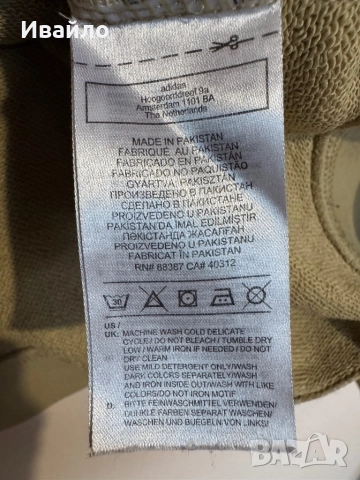 Ивайло
adidas
Hoogoorddreef 9a
Amsterdam 1101 BA
The Netherlands
MADE IN PAKISTAN
FABRIQUÉ AU PAKISTAN
FABRICADO EN PAKISTÁN
FABRICADO NO PAQUISTÃO
GYÁRTVA: PAKISZTÁN
ПРОИЗВЕДЕНО В ПАКИСТАН
СДЕЛАНО В ПАКИСТАНЕ
PROIZVEDENO U PAKISTANU
PAKISTAN'DA İMAL EDİLMİŞTİR
ПӘКІСТАНДА ЖАСАЛҒАН
PROIZVEDENO U PAKISTANU
FABRICAT ÎN PAKISTAN
RN# 88387 CA# 40312
30
US /
UK: MACHINE WASH COLD DELICATE
CYCLE/ DO NOT BLEACH / TUMBLE DRY
LOW / WARM IRON IF NEEDED / DO NOT
DRY CLEAN
USE MILD DETERGENT ONLY/ WASH
DARK COLORS SEPARATELY/ WASH
AND IRON INSIDE OUT/WASH WITH LIKE
COLORS/DO NOT IRON MOTIF
D: BITTE FEINWASCHMITTEL VERWENDEN/
DUNKLE FARBEN SEPARAT WASCHEN/
WASCHEN UND BUEGELN VON LINKS/
BAZAR